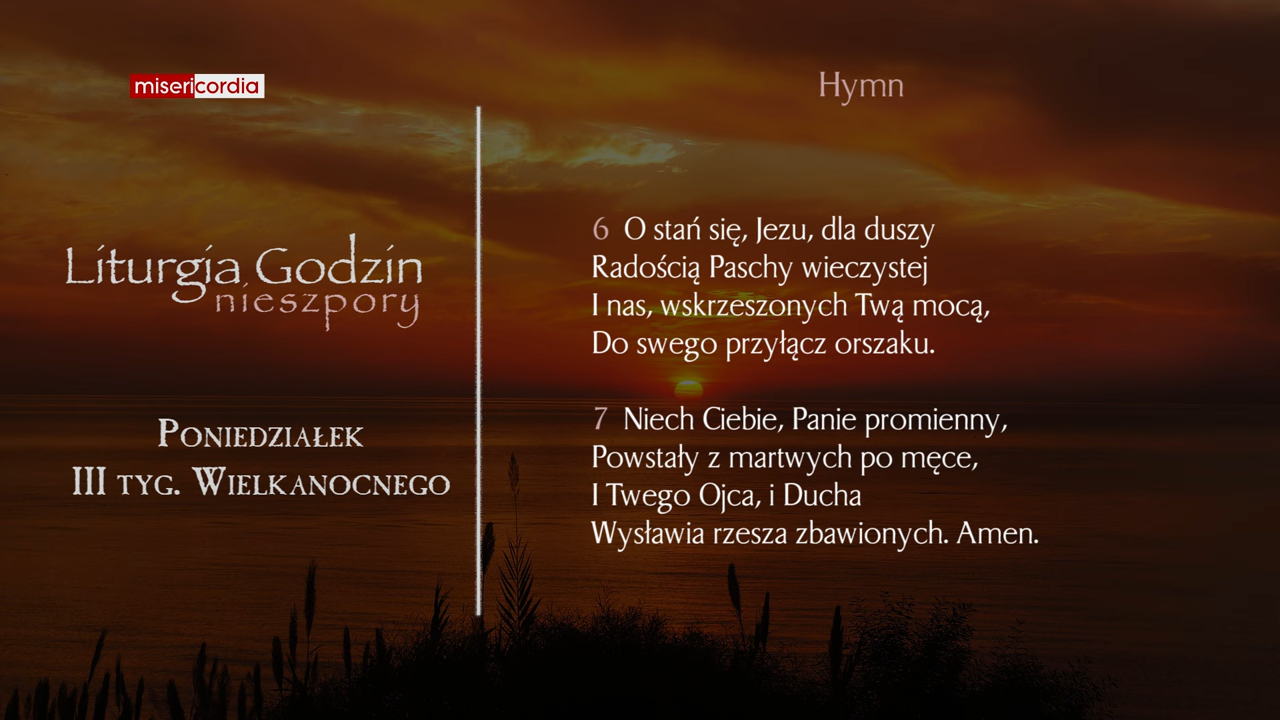 misericordia
Liturgia Godzin
nieszpory
Poniedziałek
III tyg. Wielkanocnego
Hymn
6 O stań się, Jezu, dla duszy
Radością Paschy wieczystej
I nas, wskrzeszonych Twą mocą,
Do swego przyłącz orszaku.
7 Niech Ciebie, Panie promienny,
Powstały z martwych po męce,
I Twego Ojca, i Ducha
Wysławia rzesza zbawionych. Amen.